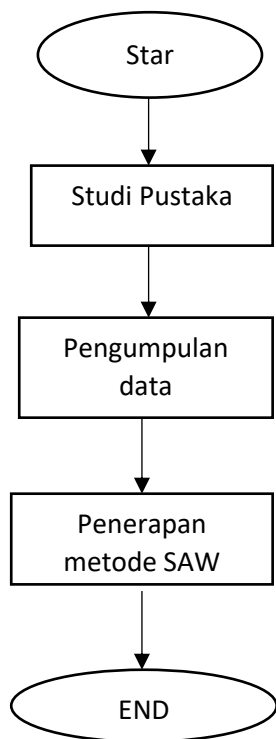 Star
Studi Pustaka
Pengumpulan
data
Penerapan
metode SAW
END